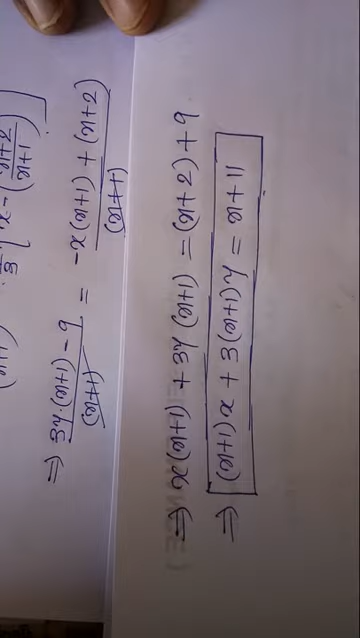 ⇒ (3y·(n+1) − 9)/(n+1) = (−x(n+1) + (n+2))/(n+1)
⇒ x(n+1) + 3y(n+1) = (n+2) + 9
⇒ (n+1)x + 3(n+1)y = n+11